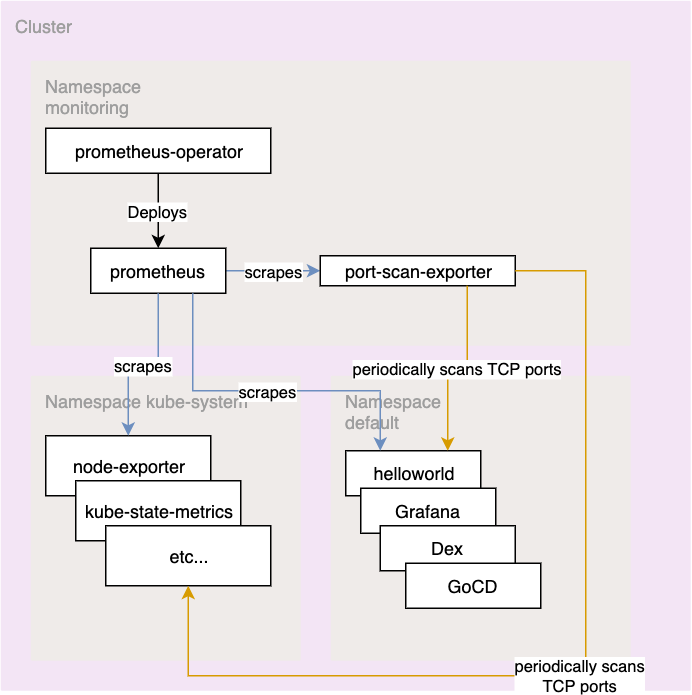 Cluster
Namespace
monitoring
prometheus-operator
Deploys
prometheus
scrapes
port-scan-exporter
scrapes
periodically scans TCP ports
scrapes
Namespace kube-system
Namespace
default
node-exporter
kube-state-metrics
etc...
helloworld
Grafana
Dex
GoCD
periodically scans
TCP ports